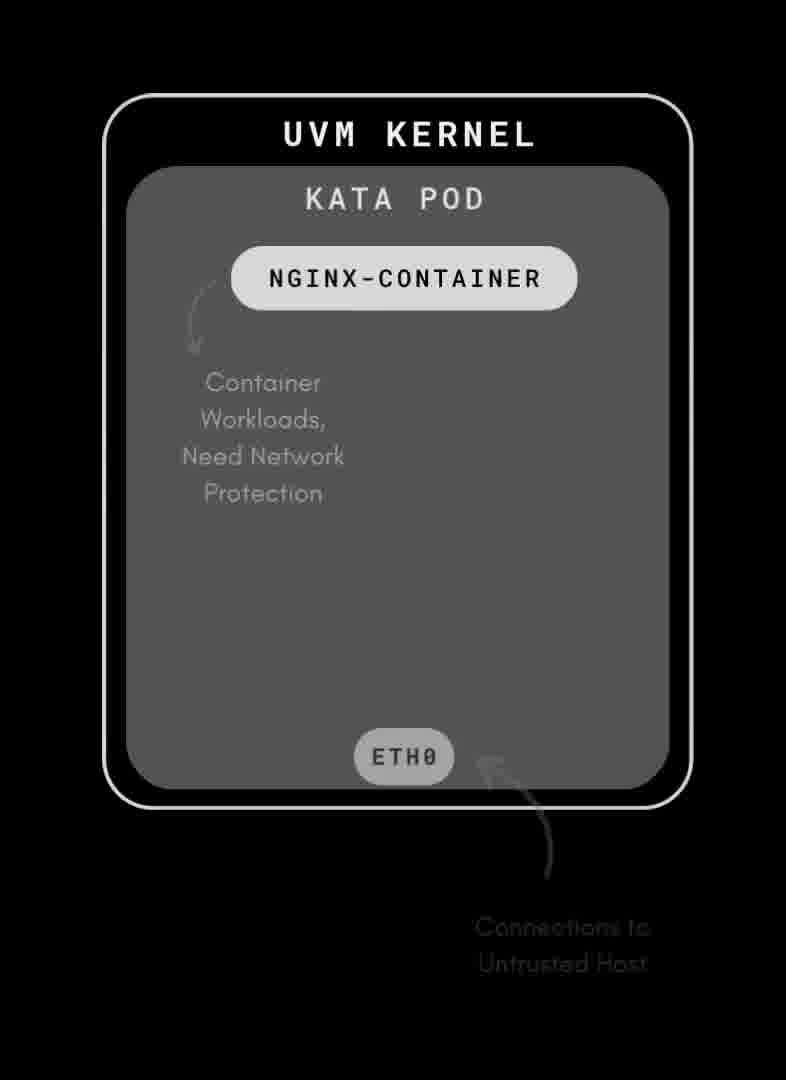 UVM KERNEL
KATA POD
NGINX-CONTAINER
Container
Workloads,
Need Network
Protection
ETH0
Connections to
Untrusted Host